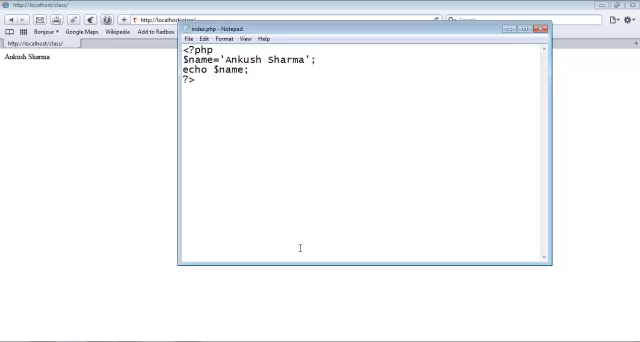 http://localhost/class/
http://localhost/class/
Bonjour Google Maps Wikipedia Add to Radbox
http://localhost/class/
Ankush Sharma
index.php - Notepad
File Edit Format View Help
<?php
$name='Ankush Sharma';
echo $name;
?>